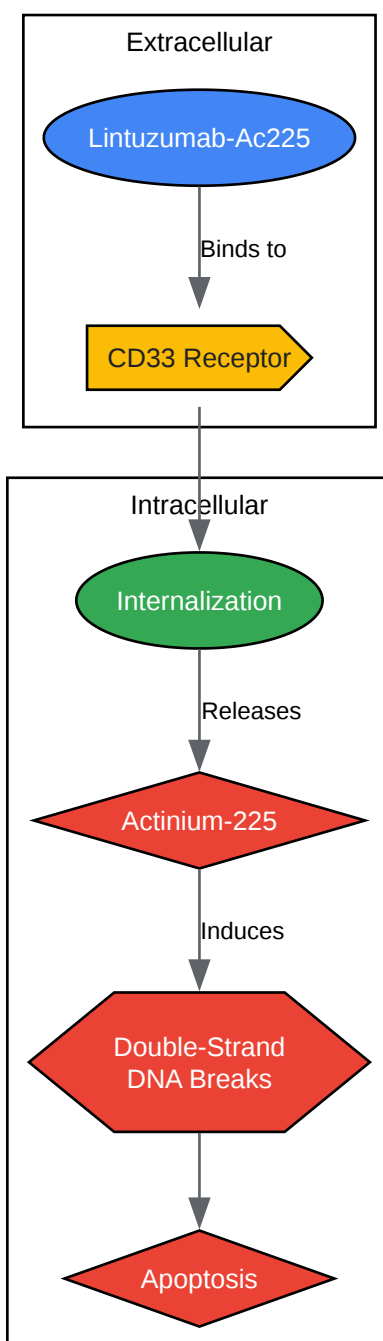 Extracellular
Lintuzumab-Ac225
Binds to
CD33 Receptor
Intracellular
Internalization
Releases
Actinium-225
Induces
Double-Strand
DNA Breaks
Apoptosis